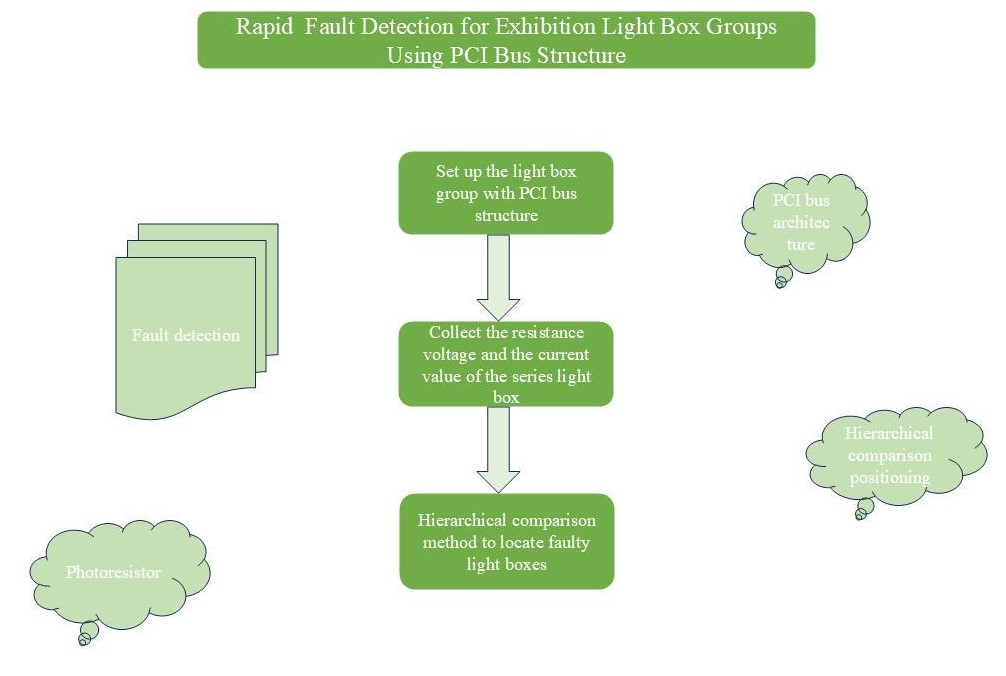 Rapid  Fault Detection for Exhibition Light Box Groups
Using PCI Bus Structure
Set up the light box
group with PCI bus
structure
PCI bus
architec
ture
Fault detection
Collect the resistance
voltage and the current
value of the series light
box
Hierarchical
comparison
positioning
Hierarchical comparison
method to locate faulty
light boxes
Photoresistor